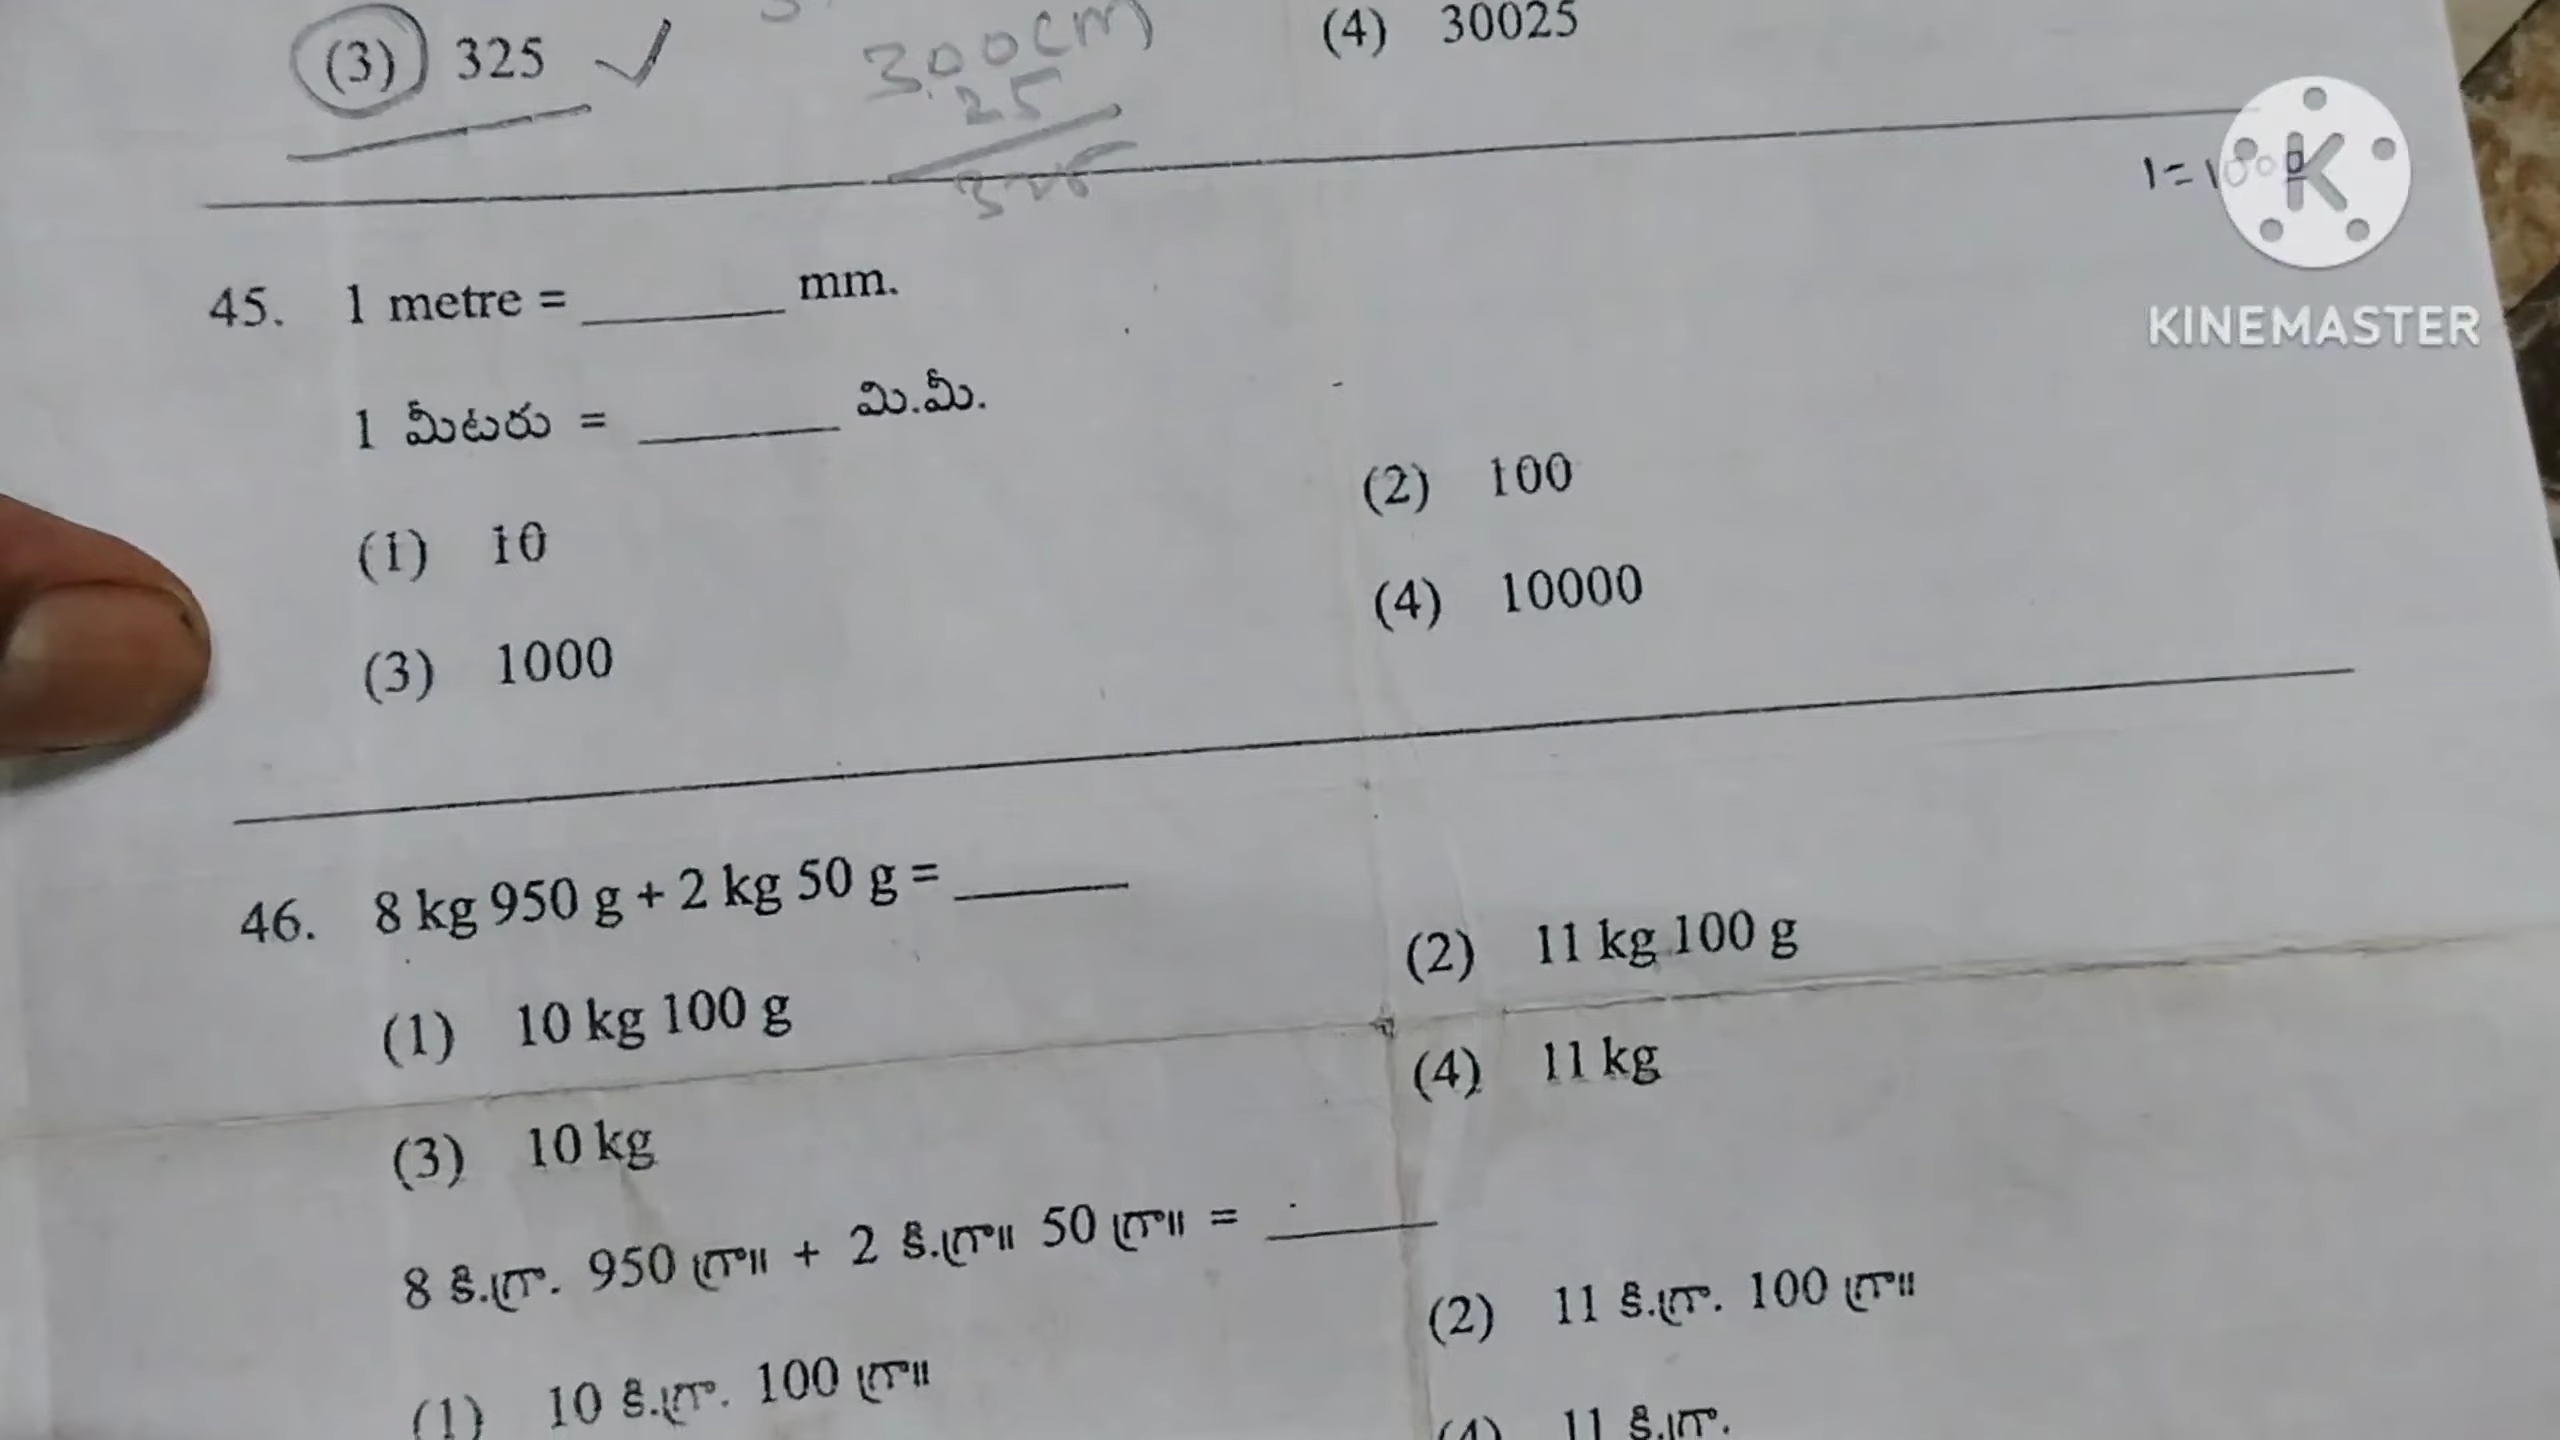 300cm
(3) 325 (4) 30025
25
325
1=1000
KINEMASTER
45. 1 metre = ______ mm.
1 మీటరు = ______ మి.మీ.
(1) 10 (2) 100
(3) 1000 (4) 10000
46. 8 kg 950 g + 2 kg 50 g = ______
(1) 10 kg 100 g (2) 11 kg 100 g
(3) 10 kg (4) 11 kg
8 కి.గ్రా. 950 గ్రా॥ + 2 కి.గ్రా॥ 50 గ్రా॥ = ______
(1) 10 కి.గ్రా. 100 గ్రా॥ (2) 11 కి.గ్రా. 100 గ్రా॥
(4) 11 కి.గ్రా.